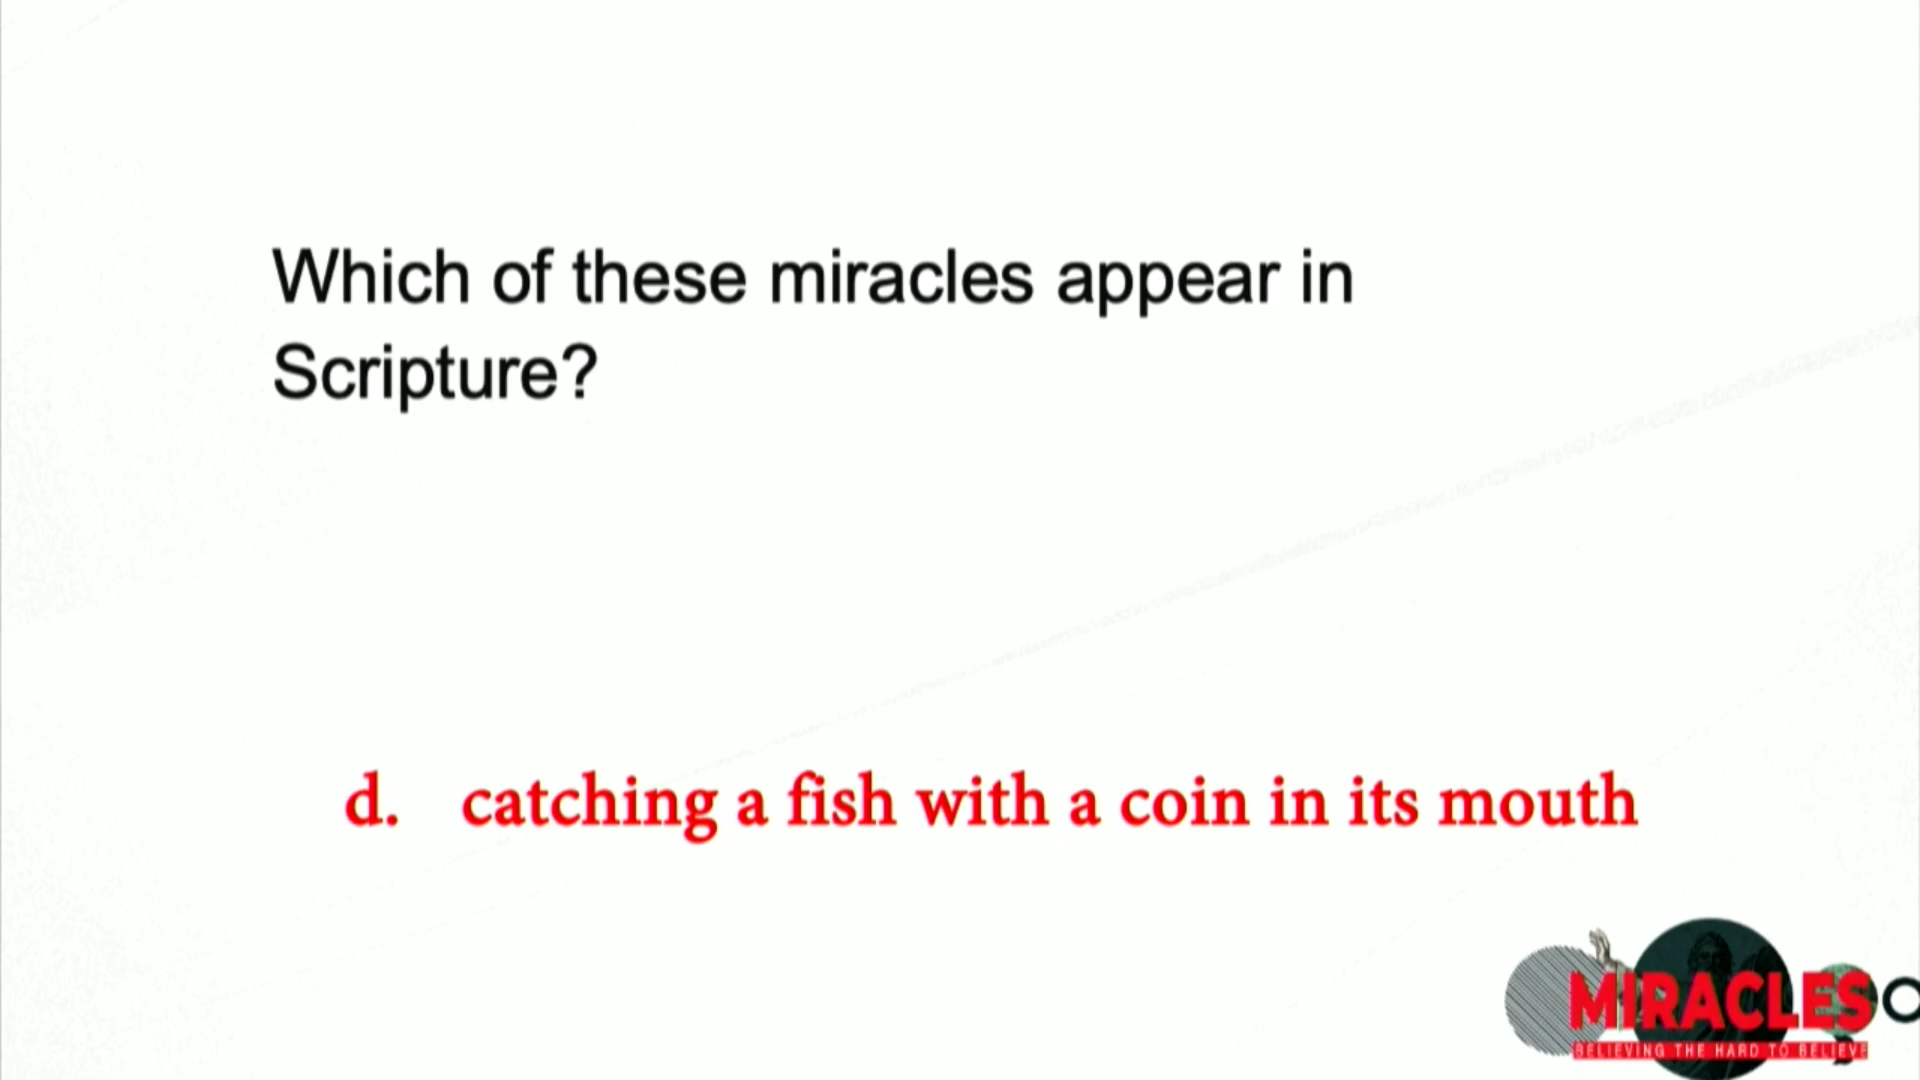 Which of these miracles appear in
Scripture?
d. catching a fish with a coin in its mouth
MIRACLES
BELIEVING THE HARD TO BELIEVE